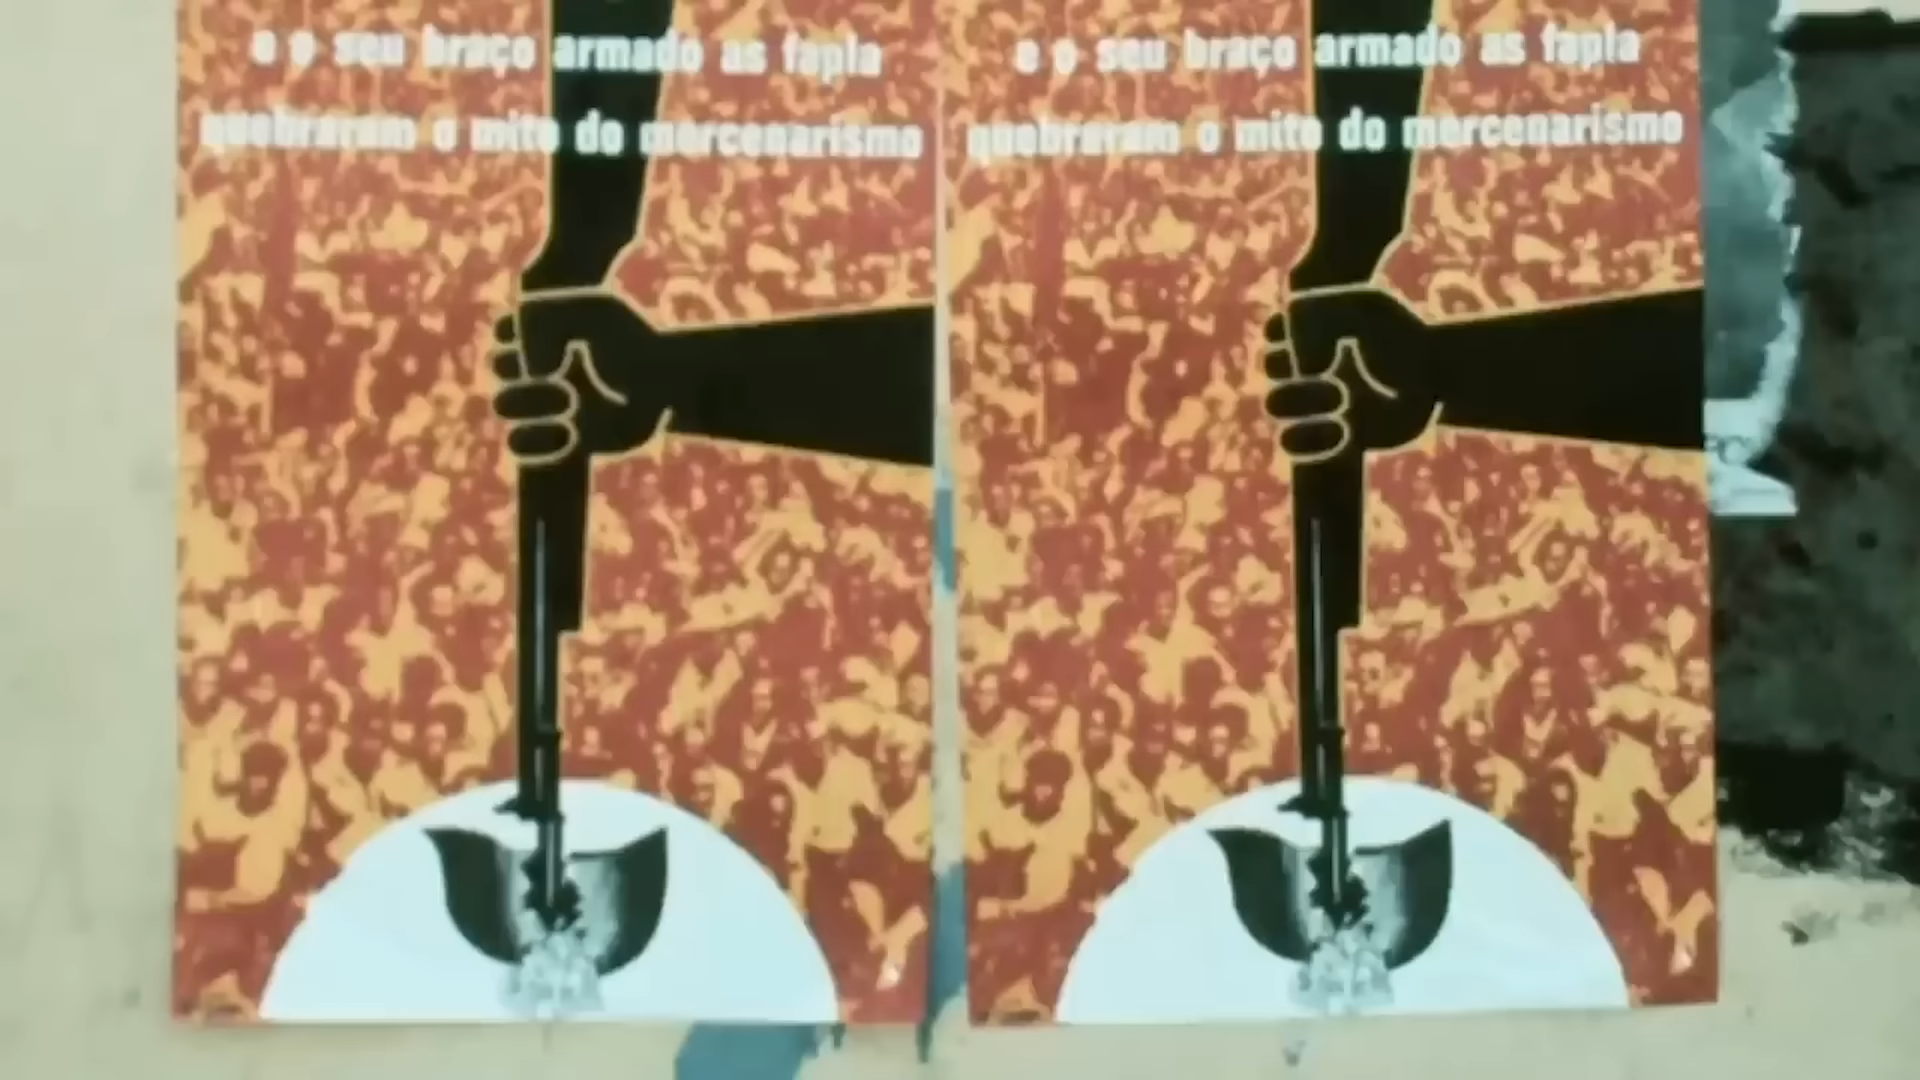 e o seu braço armado as fapla
quebraram o mito do mercenarismo
e o seu braço armado as fapla
quebraram o mito do mercenarismo